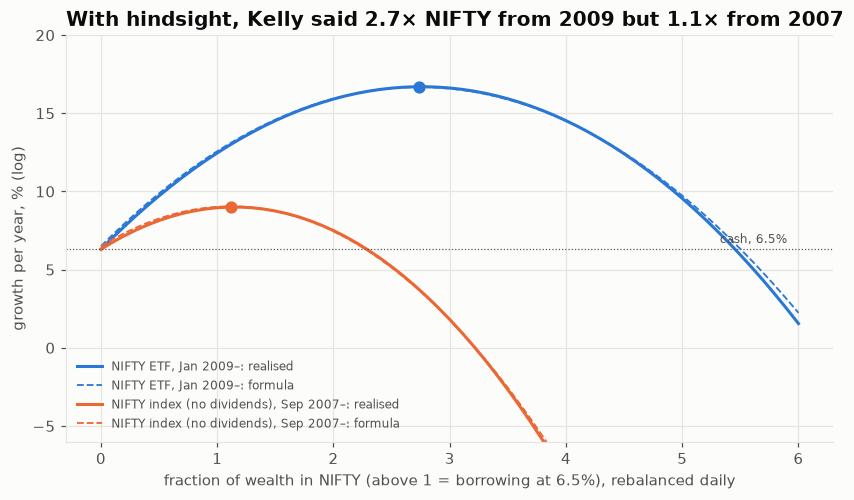 With hindsight, Kelly said 2.7× NIFTY from 2009 but 1.1× from 2007
growth per year, % (log)
20
15
10
5
0
−5
cash, 6.5%
NIFTY ETF, Jan 2009–: realised
NIFTY ETF, Jan 2009–: formula
NIFTY index (no dividends), Sep 2007–: realised
NIFTY index (no dividends), Sep 2007–: formula
0 1 2 3 4 5 6
fraction of wealth in NIFTY (above 1 = borrowing at 6.5%), rebalanced daily